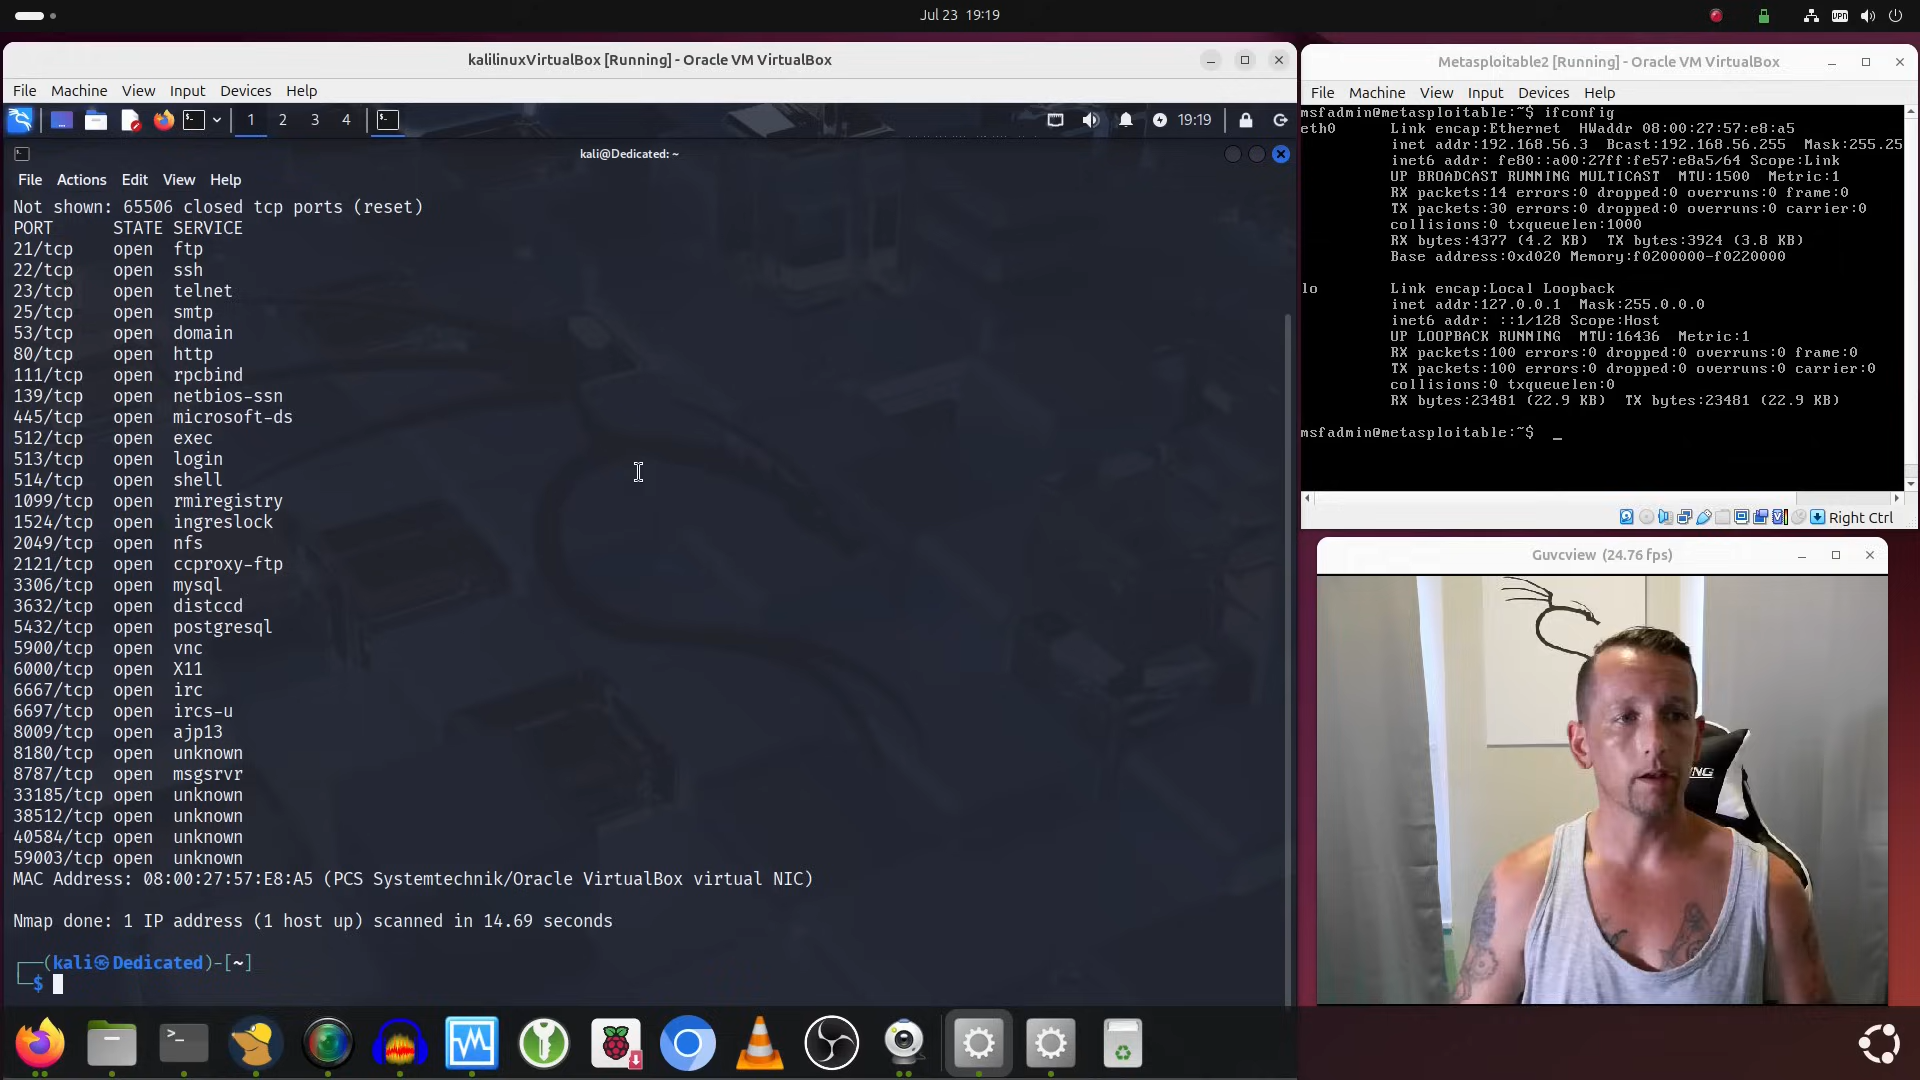 Jul 23 19:19
kalilinuxVirtualBox [Running] - Oracle VM VirtualBox
File Machine View Input Devices Help
1 2 3 4
19:19
kali@Dedicated: ~
File Actions Edit View Help
Not shown: 65506 closed tcp ports (reset)
PORT STATE SERVICE
21/tcp open ftp
22/tcp open ssh
23/tcp open telnet
25/tcp open smtp
53/tcp open domain
80/tcp open http
111/tcp open rpcbind
139/tcp open netbios-ssn
445/tcp open microsoft-ds
512/tcp open exec
513/tcp open login
514/tcp open shell
1099/tcp open rmiregistry
1524/tcp open ingreslock
2049/tcp open nfs
2121/tcp open ccproxy-ftp
3306/tcp open mysql
3632/tcp open distccd
5432/tcp open postgresql
5900/tcp open vnc
6000/tcp open X11
6667/tcp open irc
6697/tcp open ircs-u
8009/tcp open ajp13
8180/tcp open unknown
8787/tcp open msgsrvr
33185/tcp open unknown
38512/tcp open unknown
40584/tcp open unknown
59003/tcp open unknown
MAC Address: 08:00:27:57:E8:A5 (PCS Systemtechnik/Oracle VirtualBox virtual NIC)
Nmap done: 1 IP address (1 host up) scanned in 14.69 seconds
┌──(kali㉿Dedicated)-[~]
└─$
Metasploitable2 [Running] - Oracle VM VirtualBox
File Machine View Input Devices Help
msfadmin@metasploitable:~$ ifconfig
eth0 Link encap:Ethernet HWaddr 08:00:27:57:e8:a5
inet addr:192.168.56.3 Bcast:192.168.56.255 Mask:255.25
inet6 addr: fe80::a00:27ff:fe57:e8a5/64 Scope:Link
UP BROADCAST RUNNING MULTICAST MTU:1500 Metric:1
RX packets:14 errors:0 dropped:0 overruns:0 frame:0
TX packets:30 errors:0 dropped:0 overruns:0 carrier:0
collisions:0 txqueuelen:1000
RX bytes:4377 (4.2 KB) TX bytes:3924 (3.8 KB)
Base address:0xd020 Memory:f0200000-f0220000
lo Link encap:Local Loopback
inet addr:127.0.0.1 Mask:255.0.0.0
inet6 addr: ::1/128 Scope:Host
UP LOOPBACK RUNNING MTU:16436 Metric:1
RX packets:100 errors:0 dropped:0 overruns:0 frame:0
TX packets:100 errors:0 dropped:0 overruns:0 carrier:0
collisions:0 txqueuelen:0
RX bytes:23481 (22.9 KB) TX bytes:23481 (22.9 KB)
msfadmin@metasploitable:~$ _
Right Ctrl
Guvcview (24.76 fps)